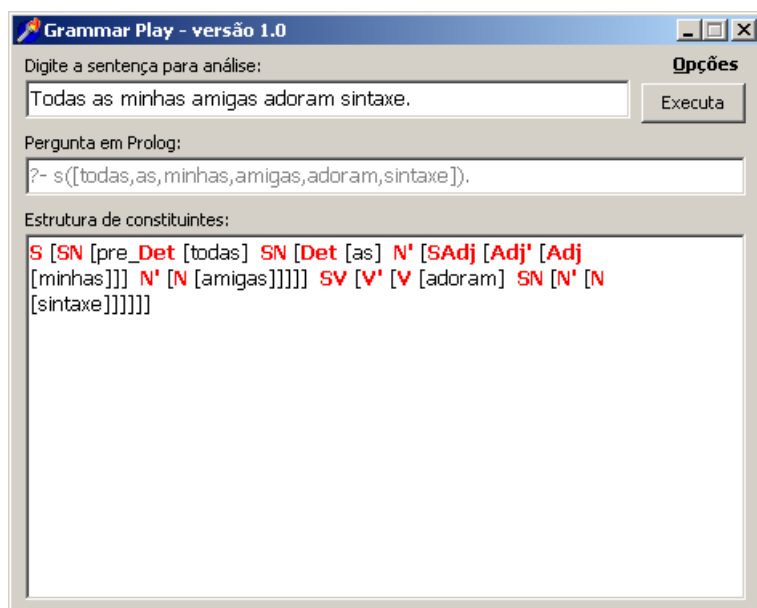 Grammar Play - versão 1.0
Digite a sentença para análise:
Opções
Todas as minhas amigas adoram sintaxe.
Executa
Pergunta em Prolog:
?- s([todas,as,minhas,amigas,adoram,sintaxe]).
Estrutura de constituintes:
S [SN [pre_Det [todas] SN [Det [as] N' [SAdj [Adj' [Adj
[minhas]]] N' [N [amigas]]]]] SV [V' [V [adoram] SN [N' [N
[sintaxe]]]]]]